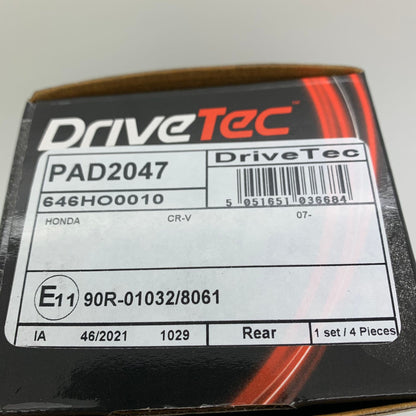 DriveTec™
PAD2047
DriveTec
646HO0010
5 051651 036684
HONDA CR-V 07-
E11 90R-01032/8061
IA 46/2021 1029 Rear 1 set / 4 Pieces